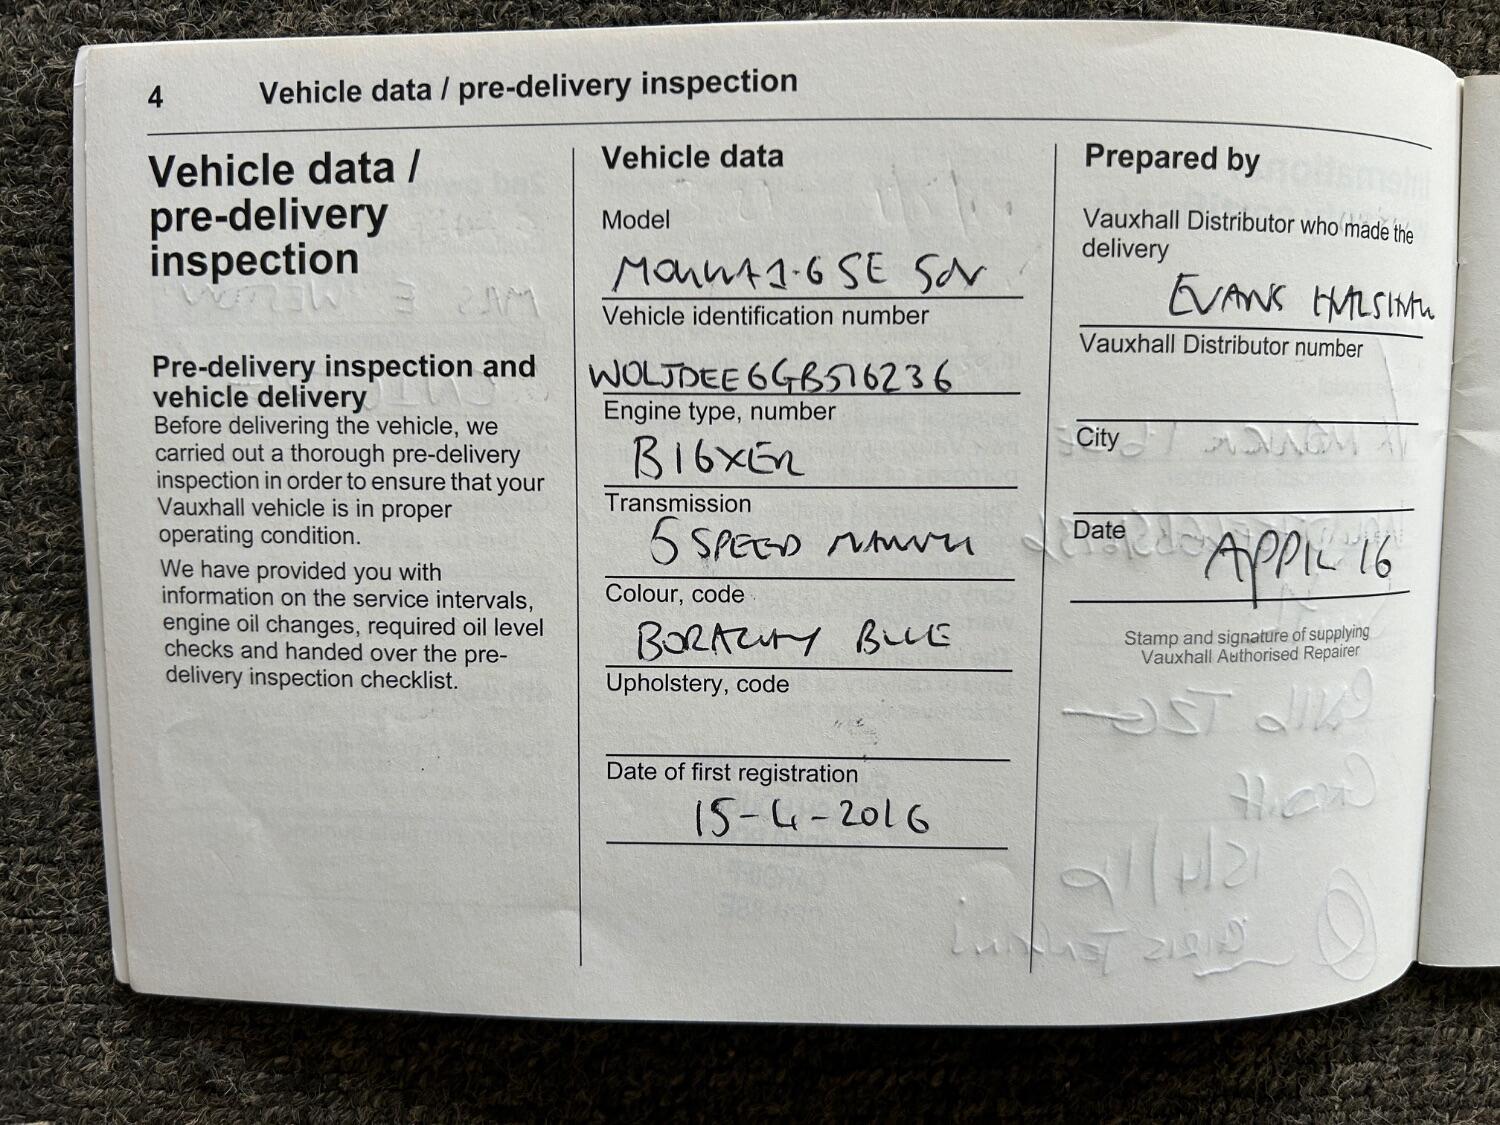 4 Vehicle data / pre-delivery inspection
Vehicle data /
pre-delivery
inspection
Pre-delivery inspection and
vehicle delivery
Before delivering the vehicle, we
carried out a thorough pre-delivery
inspection in order to ensure that your
Vauxhall vehicle is in proper
operating condition.
We have provided you with
information on the service intervals,
engine oil changes, required oil level
checks and handed over the pre-
delivery inspection checklist.
Vehicle data
Model
1.6 SE 5DR
Vehicle identification number
W0LJDEE6GGB516236
Engine type, number
B16XER
Transmission
5 SPEED MANUAL
Colour, code
BORACAY BLUE
Upholstery, code
Date of first registration
15-4-2016
Prepared by
Vauxhall Distributor who made the
delivery
EVANS HALSHAW
Vauxhall Distributor number
City
Date
APRIL 16
Stamp and signature of supplying
Vauxhall Authorised Repairer